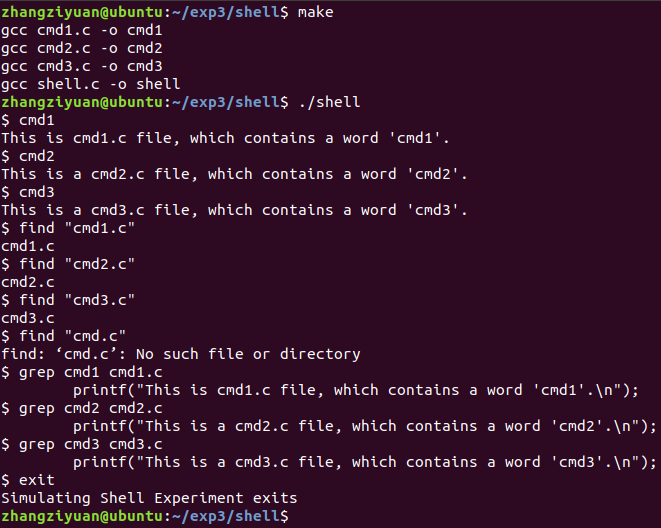 zhangziyuan@ubuntu:~/exp3/shell$ make
gcc cmd1.c -o cmd1
gcc cmd2.c -o cmd2
gcc cmd3.c -o cmd3
gcc shell.c -o shell
zhangziyuan@ubuntu:~/exp3/shell$ ./shell
$ cmd1
This is cmd1.c file, which contains a word 'cmd1'.
$ cmd2
This is a cmd2.c file, which contains a word 'cmd2'.
$ cmd3
This is a cmd3.c file, which contains a word 'cmd3'.
$ find "cmd1.c"
cmd1.c
$ find "cmd2.c"
cmd2.c
$ find "cmd3.c"
cmd3.c
$ find "cmd.c"
find: ‘cmd.c’: No such file or directory
$ grep cmd1 cmd1.c
        printf("This is cmd1.c file, which contains a word 'cmd1'.\n");
$ grep cmd2 cmd2.c
        printf("This is a cmd2.c file, which contains a word 'cmd2'.\n");
$ grep cmd3 cmd3.c
        printf("This is a cmd3.c file, which contains a word 'cmd3'.\n");
$ exit
Simulating Shell Experiment exits
zhangziyuan@ubuntu:~/exp3/shell$